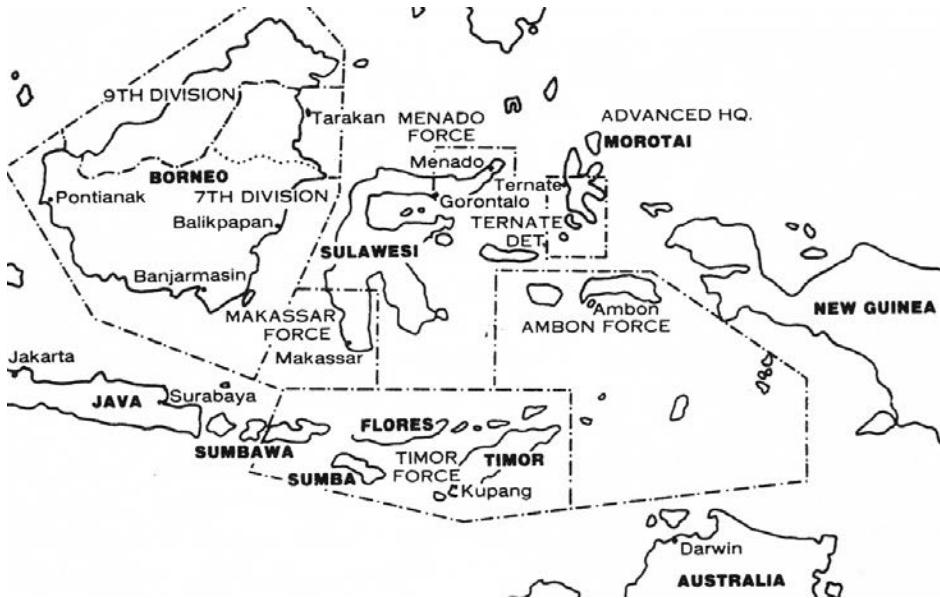 9TH DIVISION
Tarakan
MENADO
FORCE
Menado
ADVANCED HQ.
MOROTAI
BORNEO
Pontianak
7TH DIVISION
Balikpapan
Gorontalo
Ternate
TERNATE
DET.
SULAWESI
Banjarmasin
MAKASSAR
FORCE
Makassar
Ambon
AMBON FORCE
NEW GUINEA
Jakarta
JAVA
Surabaya
SUMBAWA
FLORES
SUMBA
TIMOR
FORCE
TIMOR
Kupang
Darwin
AUSTRALIA